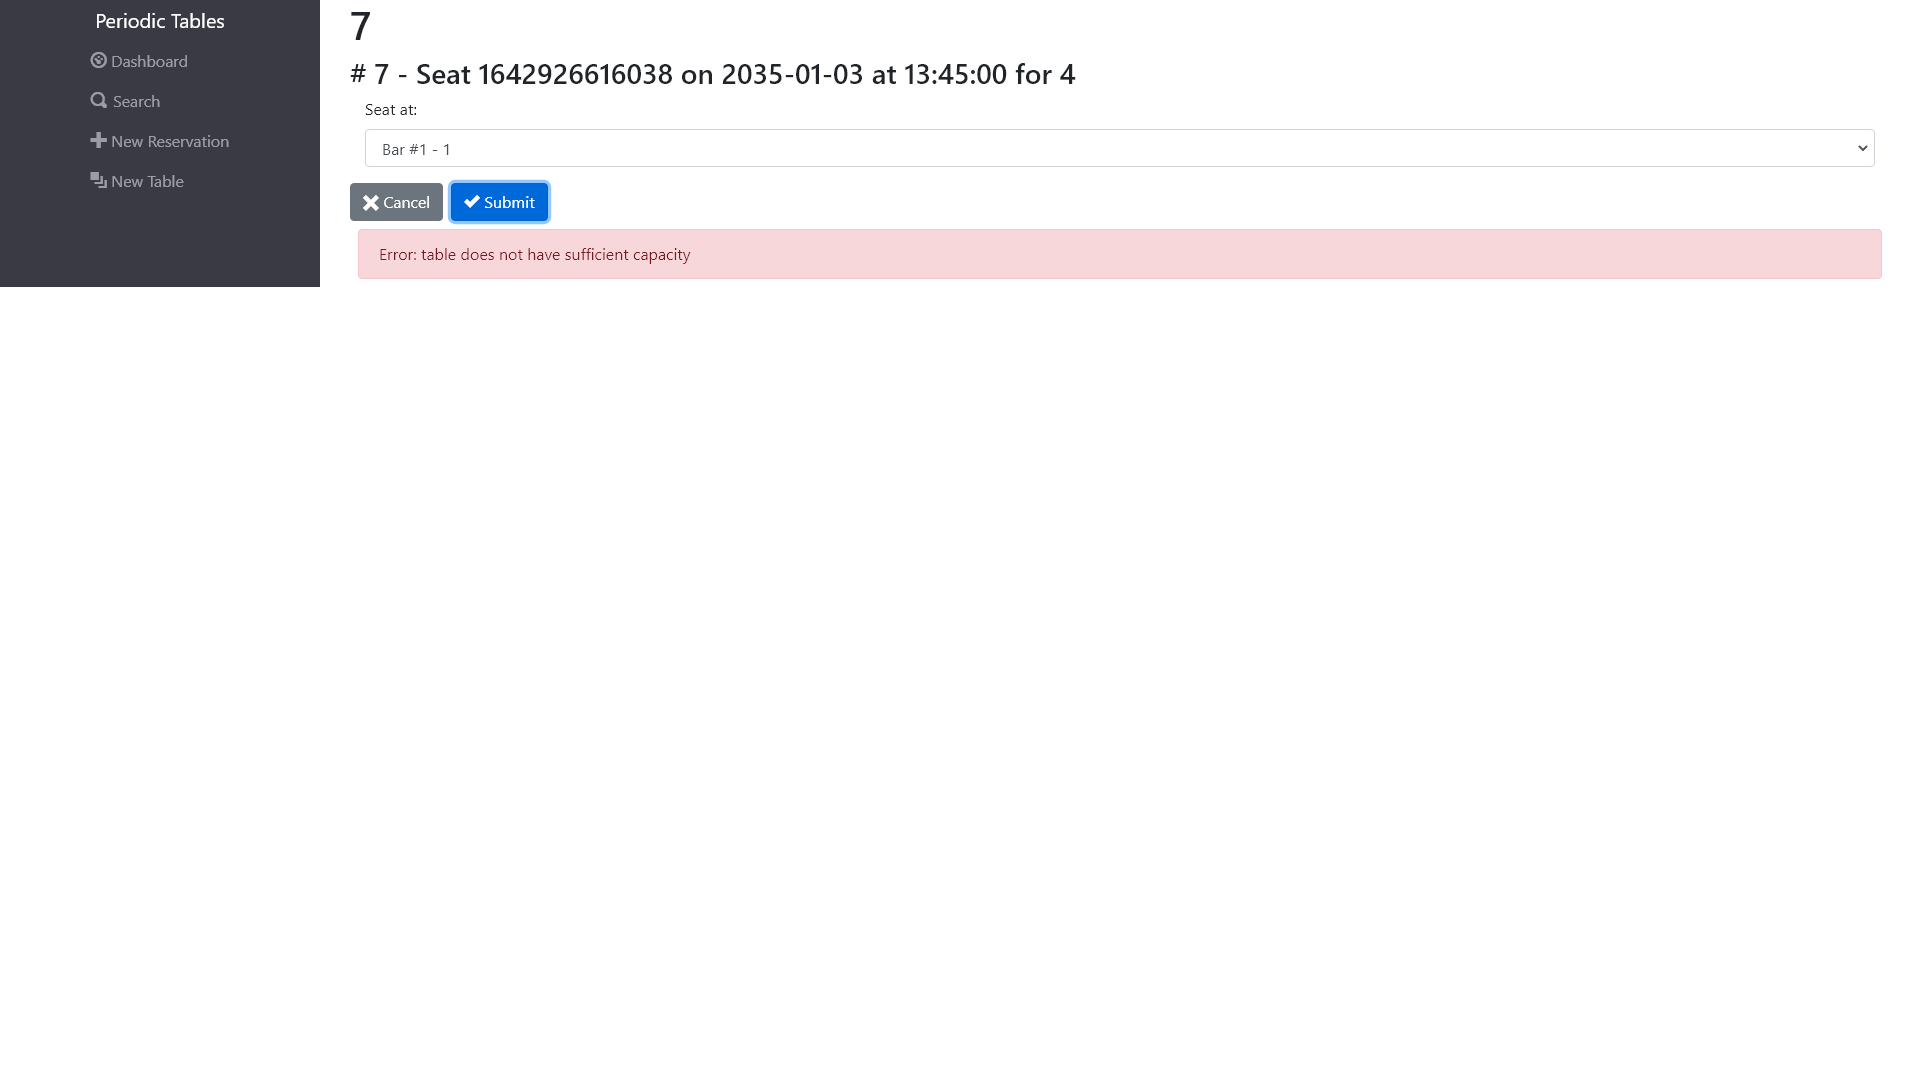 Periodic Tables
Dashboard
Search
New Reservation
New Table
7
# 7 - Seat 1642926616038 on 2035-01-03 at 13:45:00 for 4
Seat at:
Bar #1 - 1
Cancel
Submit
Error: table does not have sufficient capacity